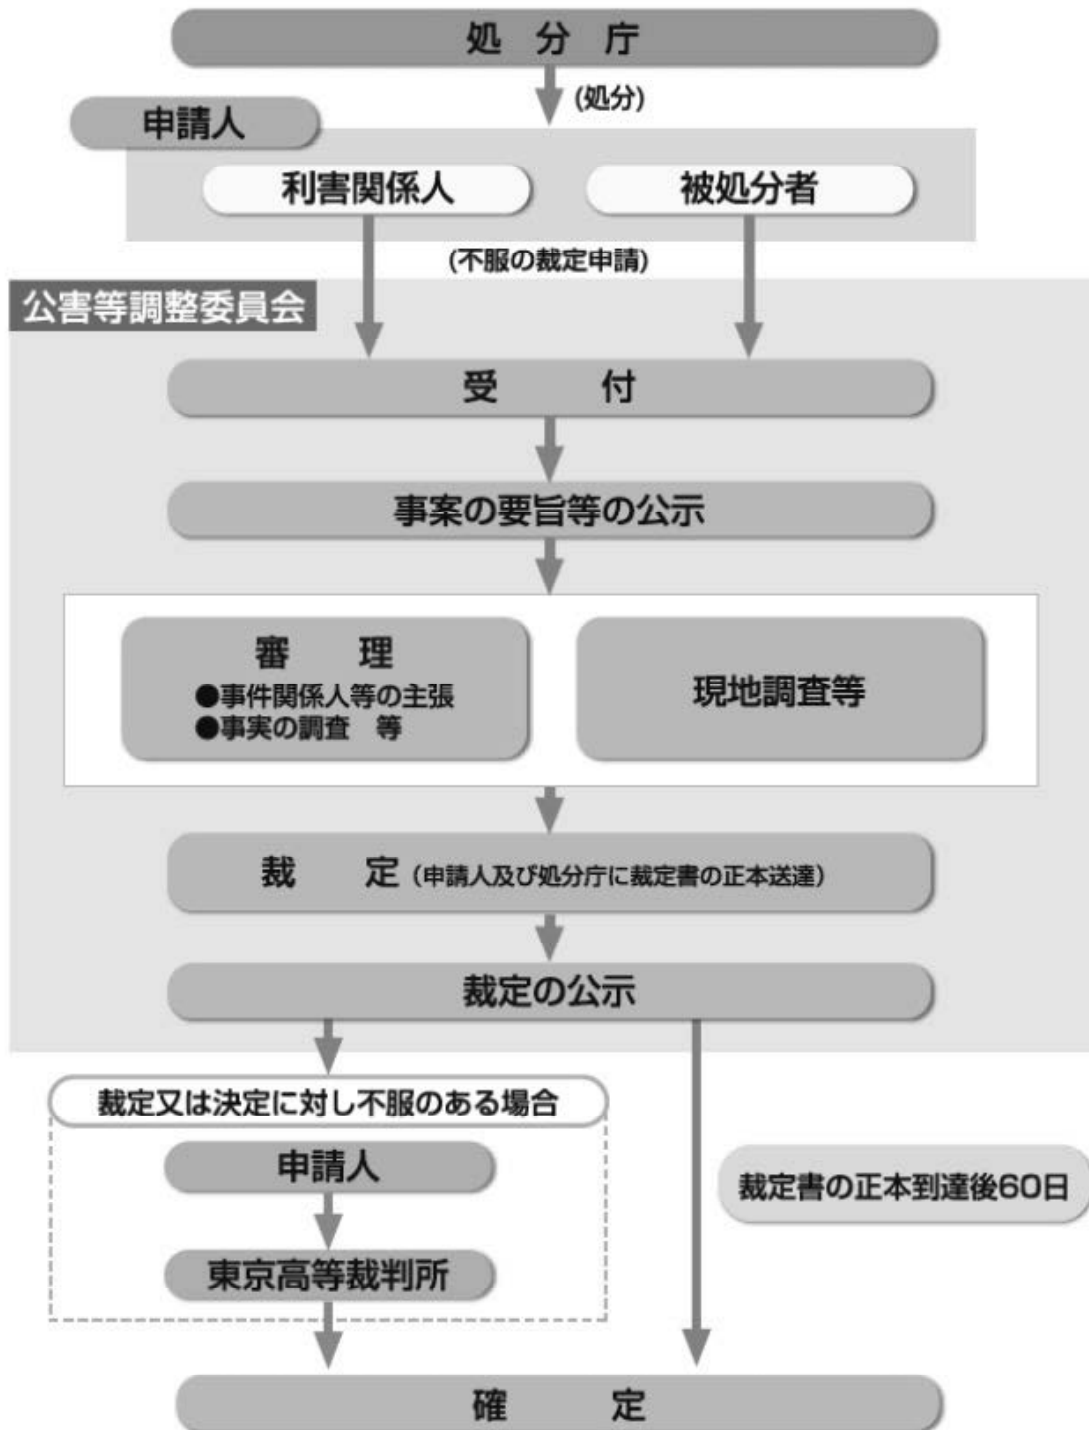 処 分 庁
(処分)
申請人
利害関係人
被処分者
(不服の裁定申請)
公害等調整委員会
受 付
事案の要旨等の公示
審 理
●事件関係人等の主張
●事実の調査 等
現地調査等
裁 定（申請人及び処分庁に裁定書の正本送達）
裁定の公示
裁定又は決定に対し不服のある場合
申請人
裁定書の正本到達後60日
東京高等裁判所
確 定